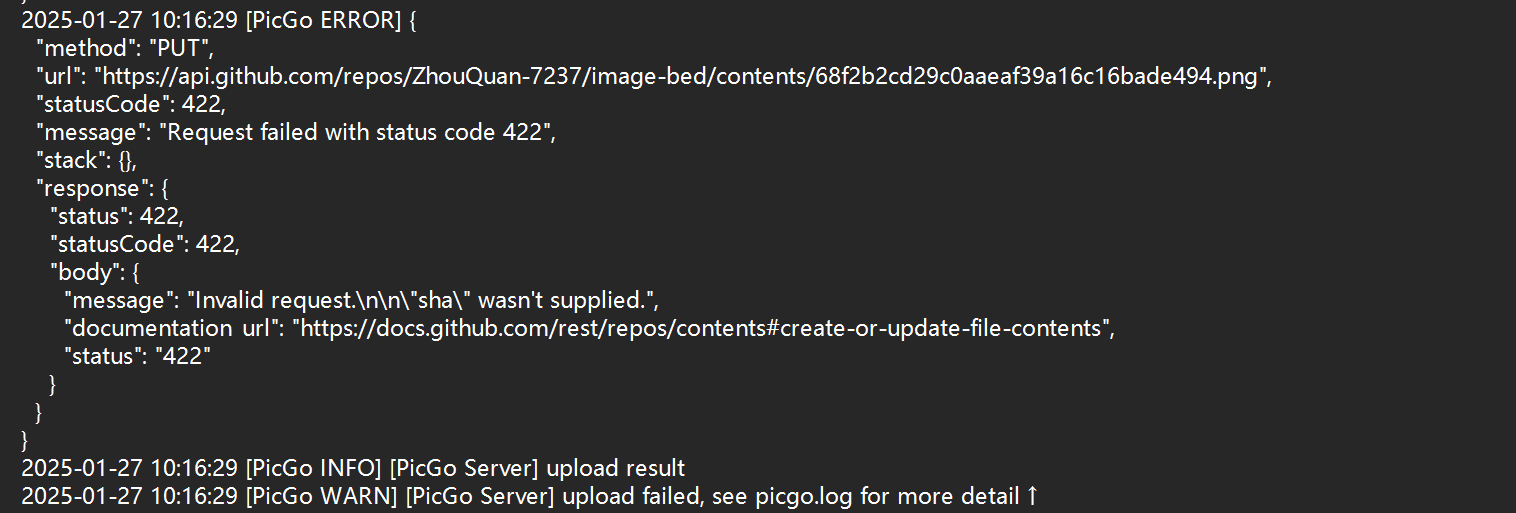 2025-01-27 10:16:29 [PicGo ERROR] {
"method": "PUT",
"url": "https://api.github.com/repos/ZhouQuan-7237/image-bed/contents/68f2b2cd29c0aaeaf39a16c16bade494.png",
"statusCode": 422,
"message": "Request failed with status code 422",
"stack": {},
"response": {
"status": 422,
"statusCode": 422,
"body": {
"message": "Invalid request.\n\n\"sha\" wasn't supplied.",
"documentation_url": "https://docs.github.com/rest/repos/contents#create-or-update-file-contents",
"status": "422"
}
}
}
2025-01-27 10:16:29 [PicGo INFO] [PicGo Server] upload result
2025-01-27 10:16:29 [PicGo WARN] [PicGo Server] upload failed, see picgo.log for more detail ↑